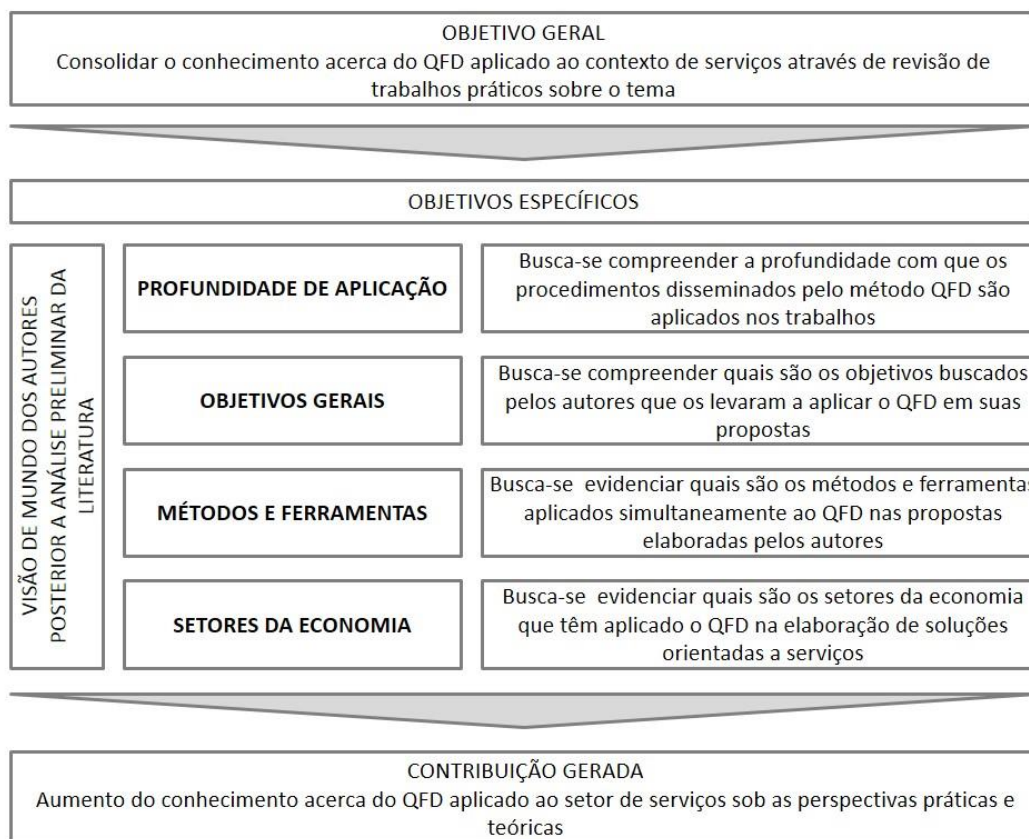 OBJETIVO GERAL
Consolidar o conhecimento acerca do QFD aplicado ao contexto de serviços através de revisão de
trabalhos práticos sobre o tema
OBJETIVOS ESPECÍFICOS
VISÃO DE MUNDO DOS AUTORES
POSTERIOR A ANÁLISE PRELIMINAR DA
LITERATURA
PROFUNDIDADE DE APLICAÇÃO
Busca-se compreender a profundidade com que os
procedimentos disseminados pelo método QFD são
aplicados nos trabalhos
OBJETIVOS GERAIS
Busca-se compreender quais são os objetivos buscados
pelos autores que os levaram a aplicar o QFD em suas
propostas
MÉTODOS E FERRAMENTAS
Busca-se evidenciar quais são os métodos e ferramentas
aplicados simultaneamente ao QFD nas propostas
elaboradas pelos autores
SETORES DA ECONOMIA
Busca-se evidenciar quais são os setores da economia
que têm aplicado o QFD na elaboração de soluções
orientadas a serviços
CONTRIBUIÇÃO GERADA
Aumento do conhecimento acerca do QFD aplicado ao setor de serviços sob as perspectivas práticas e
teóricas